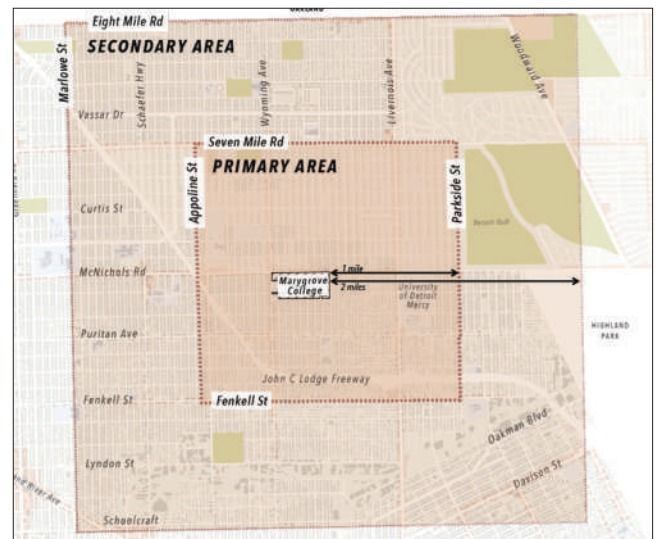 OAKLAND
Eight Mile Rd
SECONDARY AREA
Marlowe St
Schaefer Hwy
Wyoming Ave
Livernois Ave
Woodward Ave
Vassar Dr
Seven Mile Rd
PRIMARY AREA
Appoline St
Parkside St
Curtis St
McNichols Rd
1 mile
Marygrove
College
2 miles
University
of Detroit
Mercy
HIGHLAND
PARK
Puritan Ave
John C Lodge Freeway
Fenkell St
Fenkell St
Oakman Blvd
Lyndon St
Davison St
River Ave
Schoolcraft